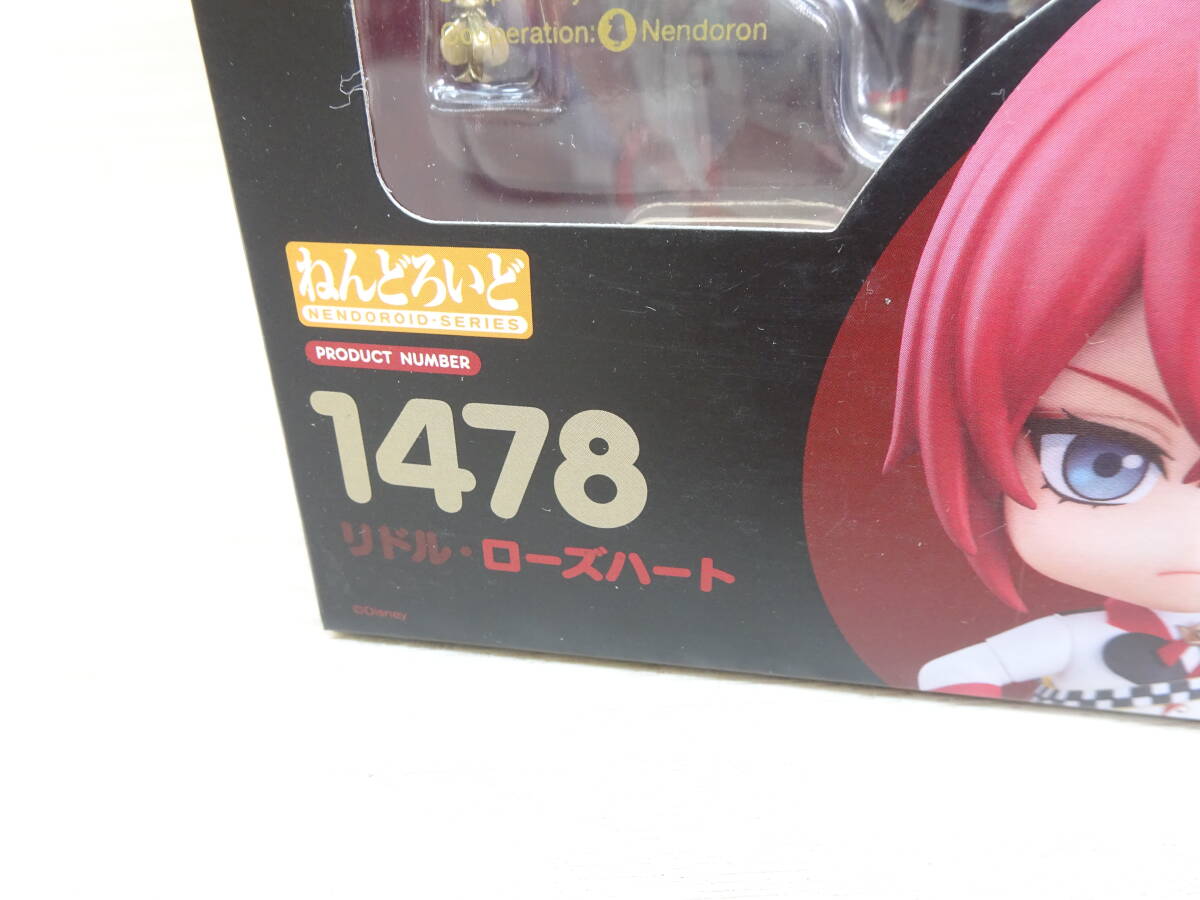 Cooperation: Nendoron
ねんどろいど
NENDOROID·SERIES
PRODUCT NUMBER
1478
リドル・ローズハート
©Disney